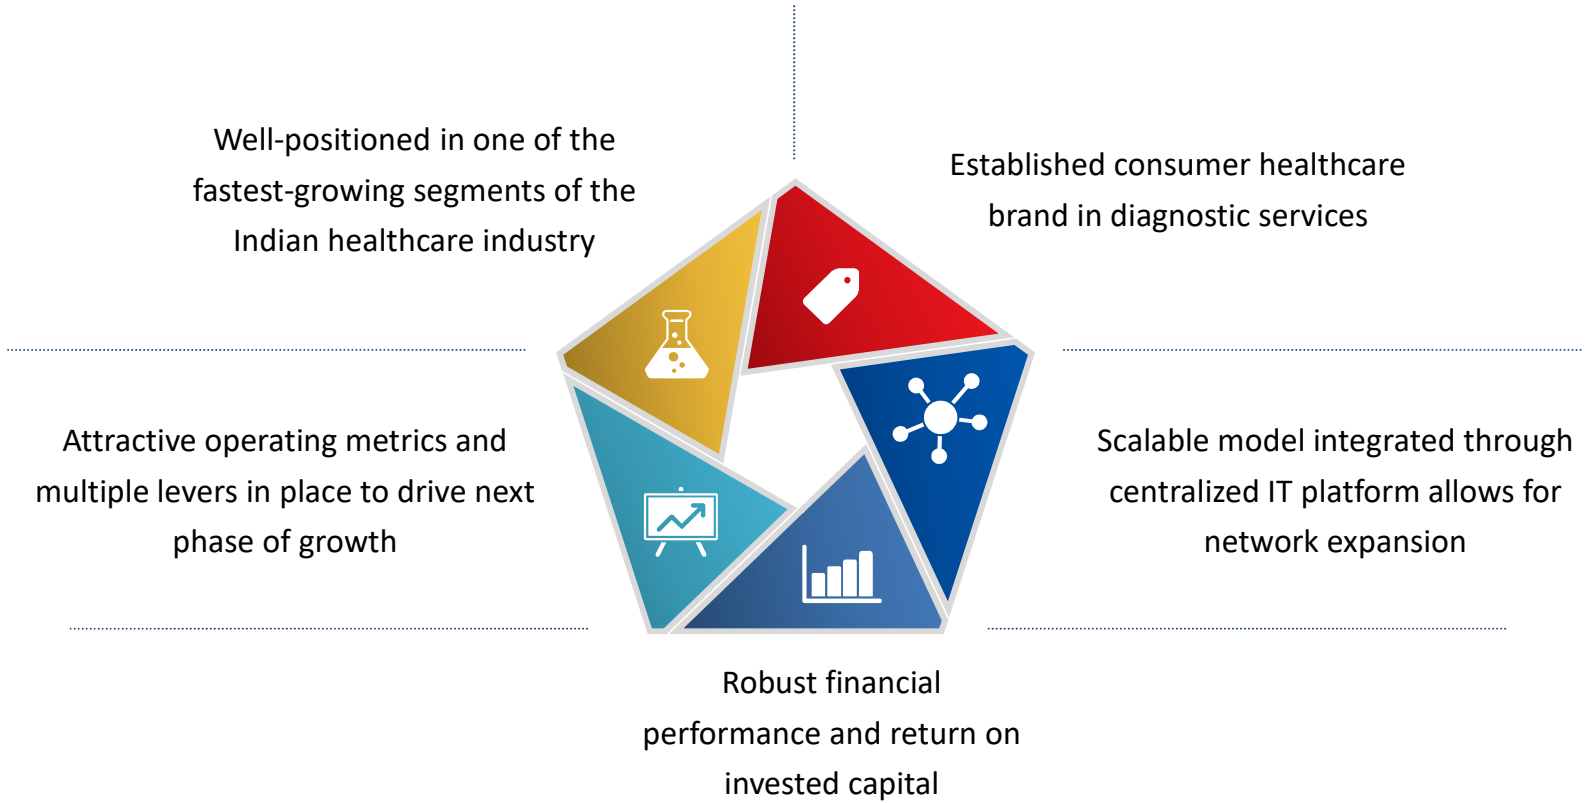 Well-positioned in one of the
fastest-growing segments of the
Indian healthcare industry
Established consumer healthcare
brand in diagnostic services
Attractive operating metrics and
multiple levers in place to drive next
phase of growth
Scalable model integrated through
centralized IT platform allows for
network expansion
Robust financial
performance and return on
invested capital